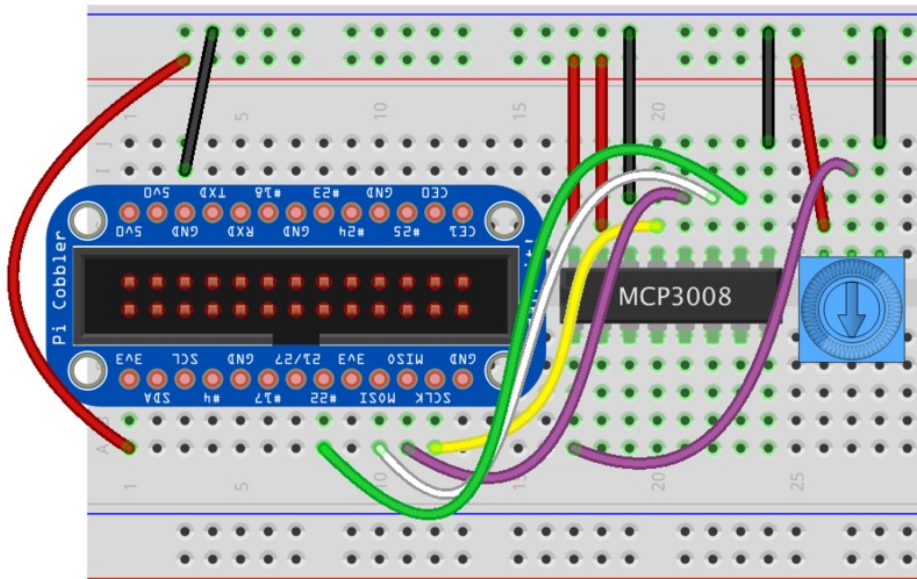 1 5 10 15 20 25
J
I
5v0 TXD #18 #23 GND CE0
5v0 GND RXD GND #24 #25 CE1
Pi Cobbler
MCP3008
3v3 SCL GND 21/27 3v3 MISO GND
SDA #4 #17 #22 MOSI SCLK
A
1 5 10 15 20 25